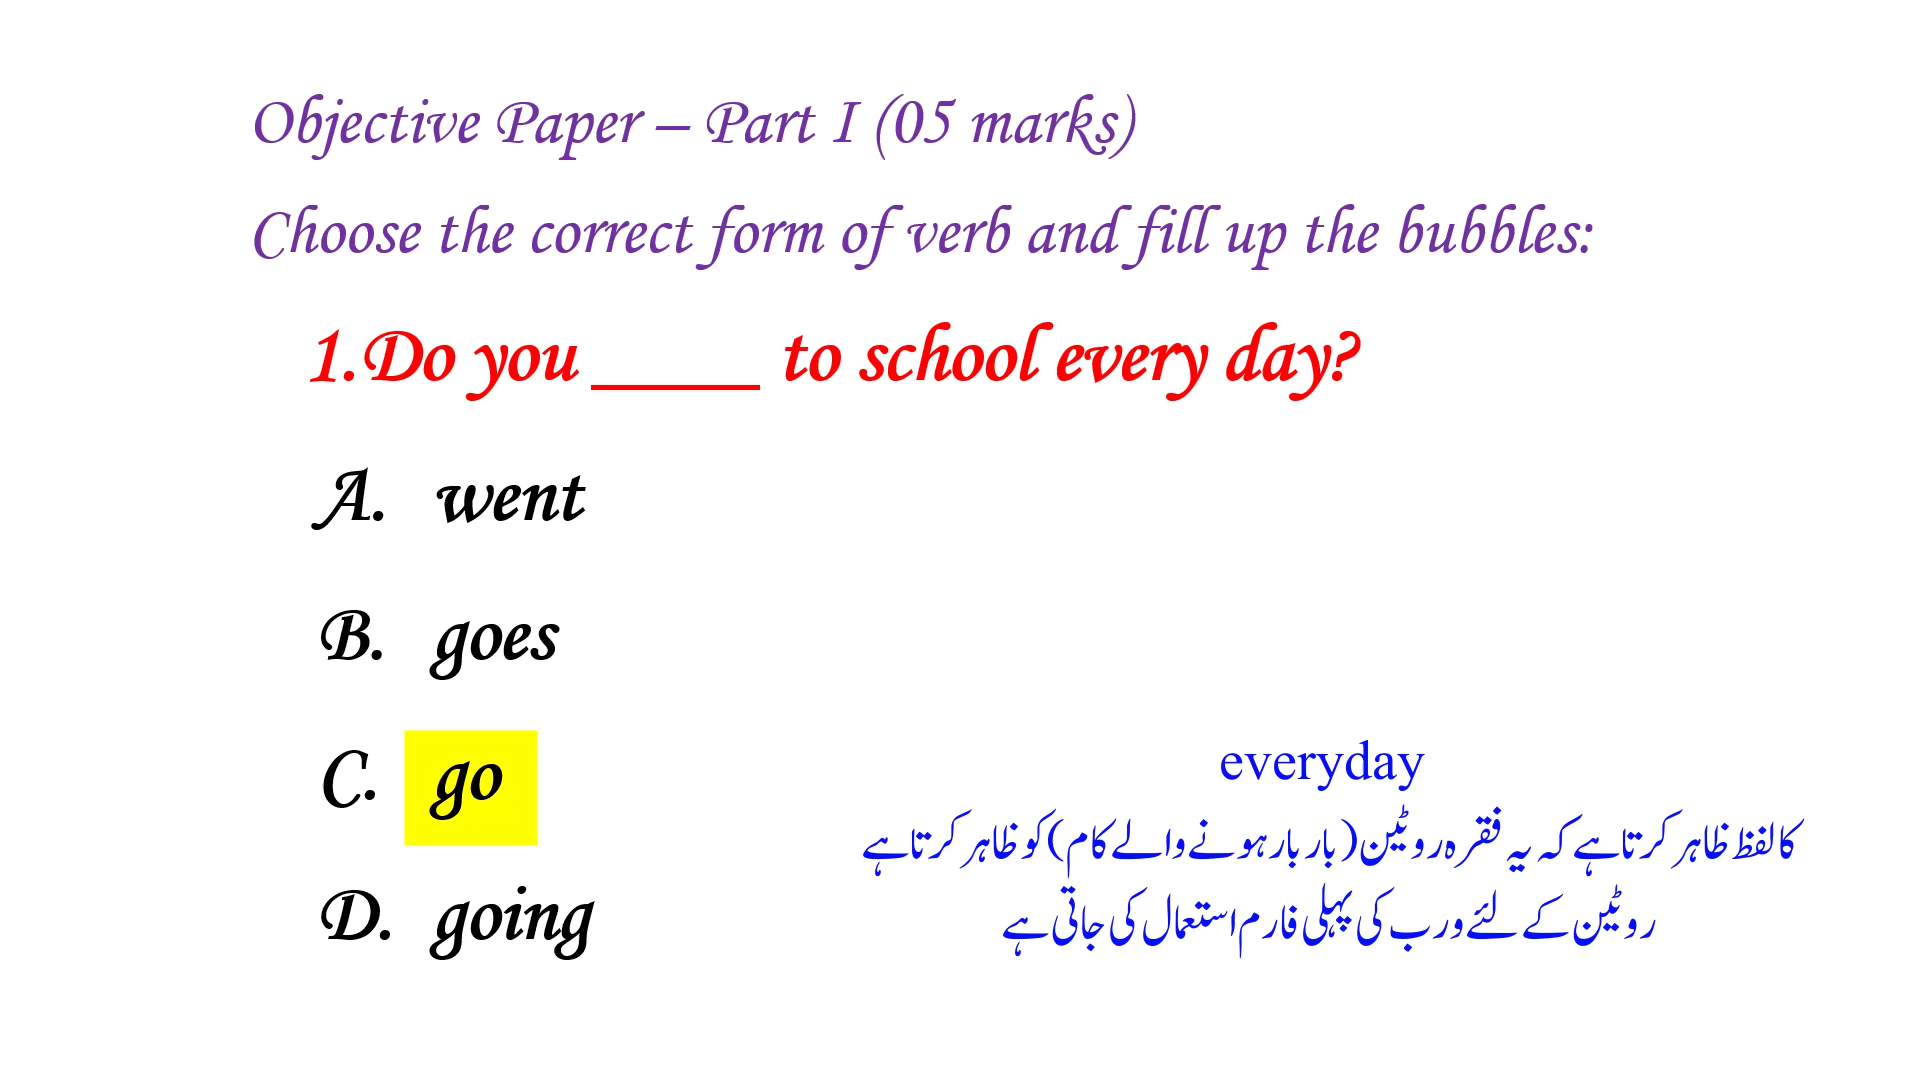 Objective Paper – Part I (05 marks)
Choose the correct form of verb and fill up the bubbles:
1.Do you ____ to school every day?
A. went
B. goes
C. go
D. going
everyday
کا لفظ ظاہر کرتا ہے کہ یہ فقرہ روٹین (بار بار ہونے والے کام) کو ظاہر کرتا ہے
روٹین کے لئے ورب کی پہلی فارم استعمال کی جاتی ہے